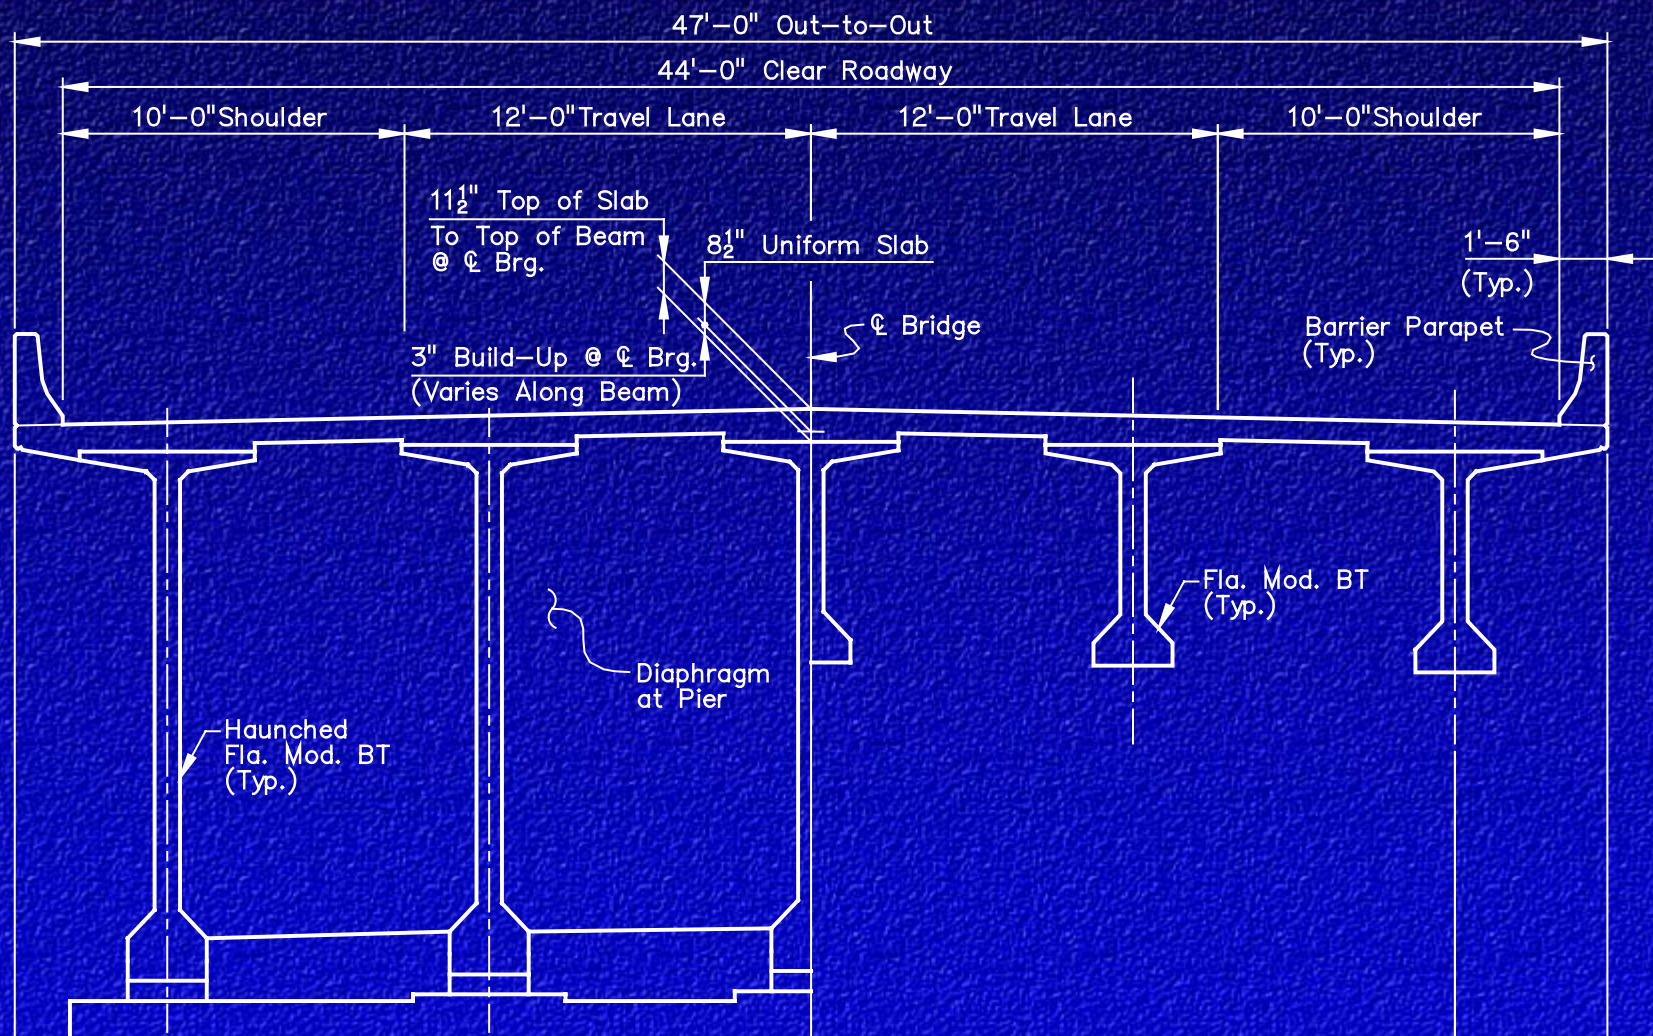 47'-0" Out-to-Out
44'-0" Clear Roadway
10'-0"Shoulder
12'-0"Travel Lane
12'-0"Travel Lane
10'-0"Shoulder
11½" Top of Slab
To Top of Beam
@ ℄ Brg.
8½" Uniform Slab
1'-6"
(Typ.)
℄ Bridge
Barrier Parapet
(Typ.)
3" Build-Up @ ℄ Brg.
(Varies Along Beam)
Fla. Mod. BT
(Typ.)
Diaphragm
at Pier
Haunched
Fla. Mod. BT
(Typ.)